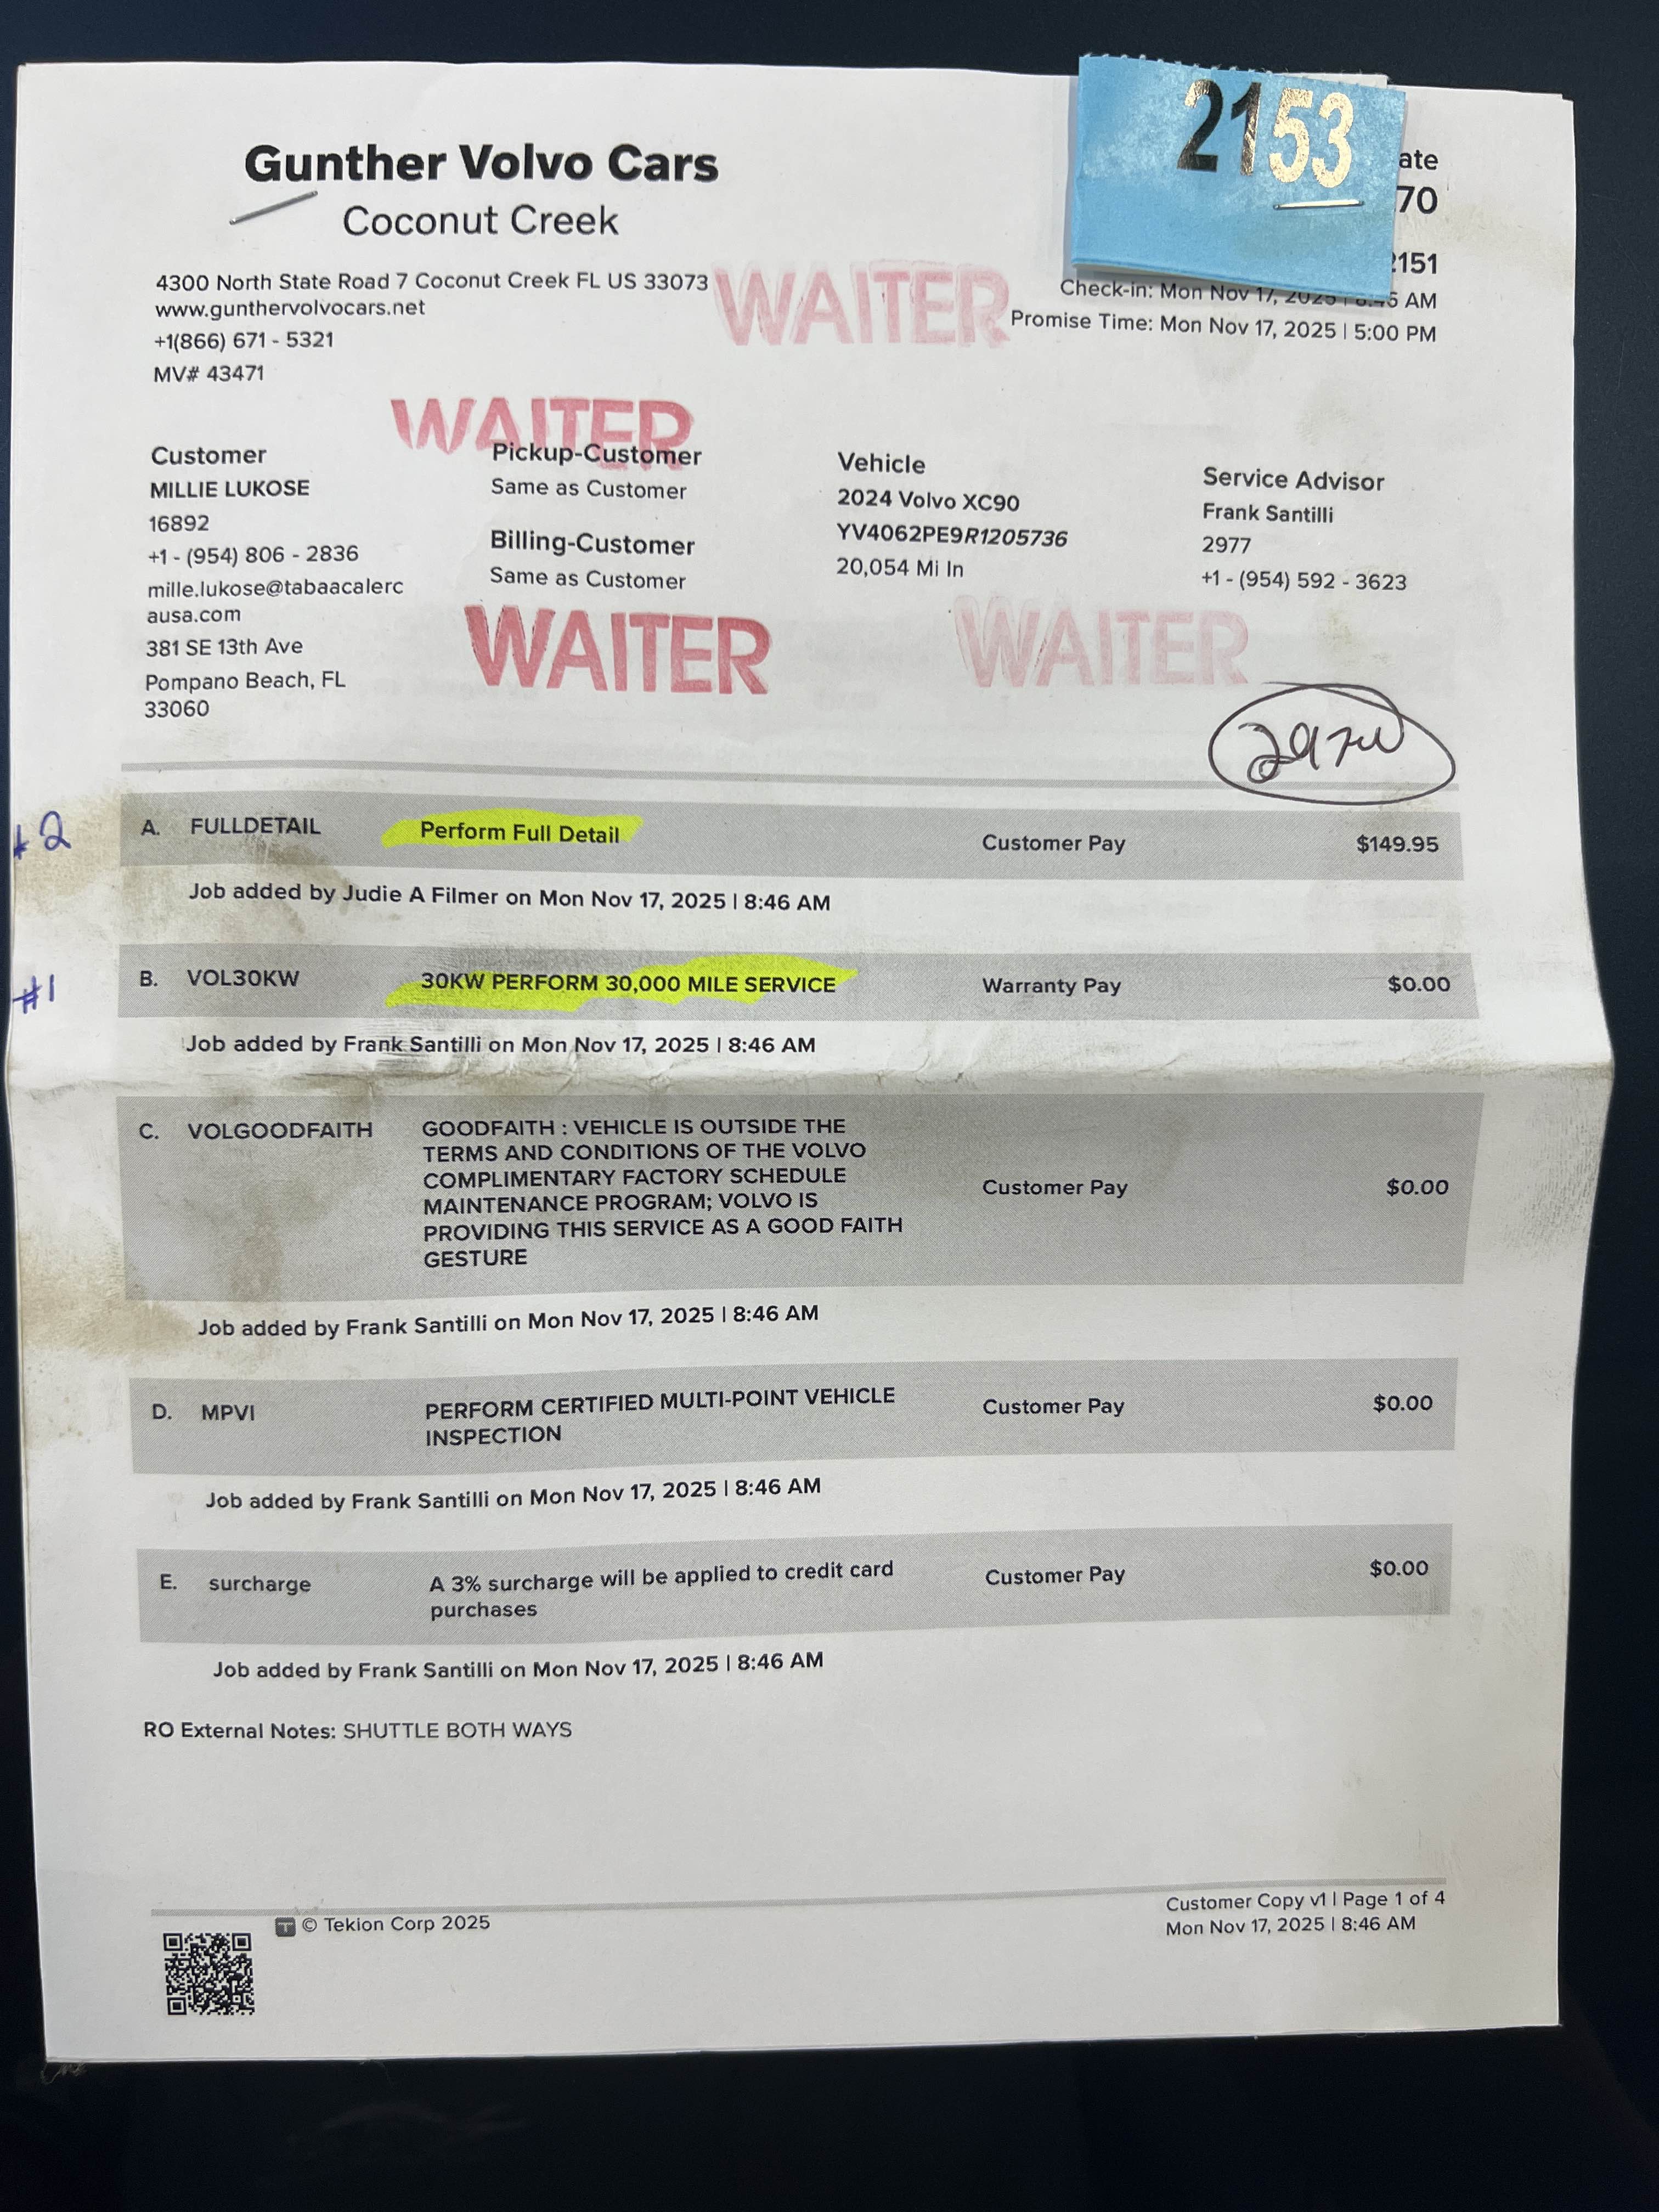 2153
Gunther Volvo Cars
Coconut Creek
ate
70
2151
4300 North State Road 7 Coconut Creek FL US 33073
www.gunthervolvocars.net
+1(866) 671 - 5321
MV# 43471
WAITER
Check-in: Mon Nov 17, 2025 | 8:45 AM
Promise Time: Mon Nov 17, 2025 | 5:00 PM
WAITER
Customer
MILLIE LUKOSE
16892
+1 - (954) 806 - 2836
mille.lukose@tabaacalerc
ausa.com
381 SE 13th Ave
Pompano Beach, FL
33060
Pickup-Customer
Same as Customer
Billing-Customer
Same as Customer
Vehicle
2024 Volvo XC90
YV4062PE9R1205736
20,054 Mi In
Service Advisor
Frank Santilli
2977
+1 - (954) 592 - 3623
WAITER
WAITER
#2 A. FULLDETAIL Perform Full Detail Customer Pay $149.95
Job added by Judie A Filmer on Mon Nov 17, 2025 | 8:46 AM
#1 B. VOL30KW 30KW PERFORM 30,000 MILE SERVICE Warranty Pay $0.00
Job added by Frank Santilli on Mon Nov 17, 2025 | 8:46 AM
C. VOLGOODFAITH GOODFAITH : VEHICLE IS OUTSIDE THE
TERMS AND CONDITIONS OF THE VOLVO
COMPLIMENTARY FACTORY SCHEDULE
MAINTENANCE PROGRAM; VOLVO IS
PROVIDING THIS SERVICE AS A GOOD FAITH
GESTURE
Customer Pay $0.00
Job added by Frank Santilli on Mon Nov 17, 2025 | 8:46 AM
D. MPVI PERFORM CERTIFIED MULTI-POINT VEHICLE
INSPECTION
Customer Pay $0.00
Job added by Frank Santilli on Mon Nov 17, 2025 | 8:46 AM
E. surcharge A 3% surcharge will be applied to credit card
purchases
Customer Pay $0.00
Job added by Frank Santilli on Mon Nov 17, 2025 | 8:46 AM
RO External Notes: SHUTTLE BOTH WAYS
T © Tekion Corp 2025
Customer Copy v1 | Page 1 of 4
Mon Nov 17, 2025 | 8:46 AM